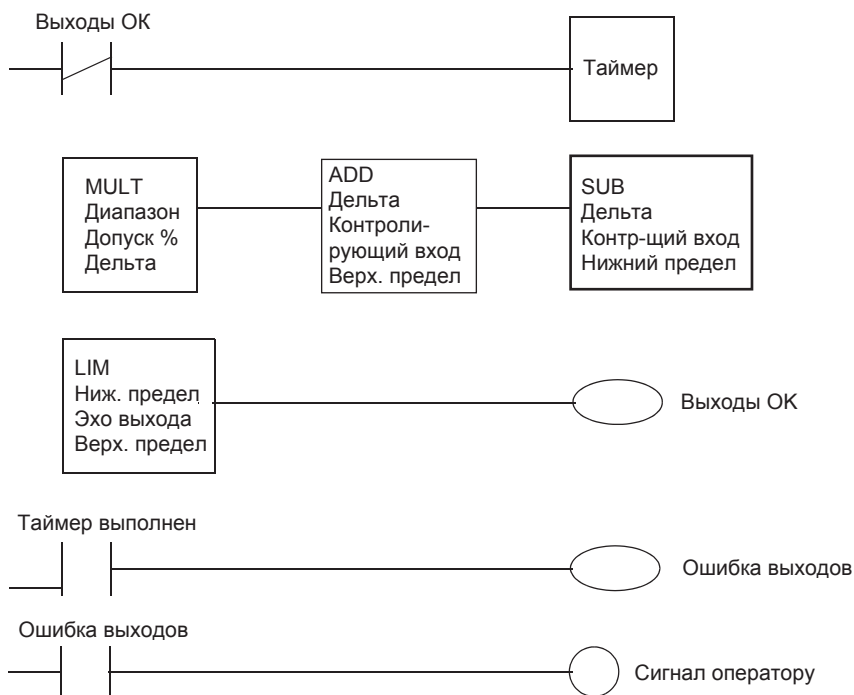 Выходы ОК
Таймер
MULT
Диапазон
Допуск %
Дельта
ADD
Дельта
Контроли-
рующий вход
Верх. предел
SUB
Дельта
Контр-щий вход
Нижний предел
LIM
Ниж. предел
Эхо выхода
Верх. предел
Выходы ОК
Таймер выполнен
Ошибка выходов
Ошибка выходов
Сигнал оператору